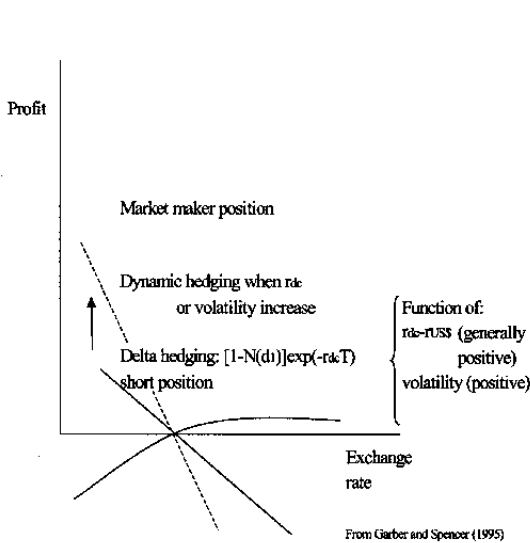 Profit
Market maker position
Dynamic hedging when rdc
or volatility increase
Delta hedging: [1-N(d1)]exp(-rdcT)
short position
Function of:
rdc-rUS$ (generally
positive)
volatility (positive)
Exchange
rate
From Garber and Spencer (1995)